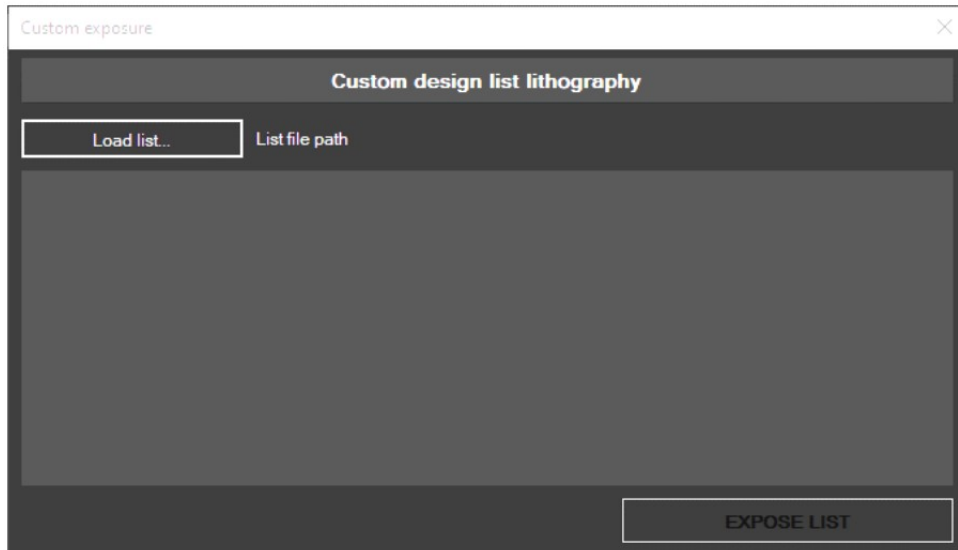 Custom exposure
Custom design list lithography
Load list... List file path
EXPOSE LIST